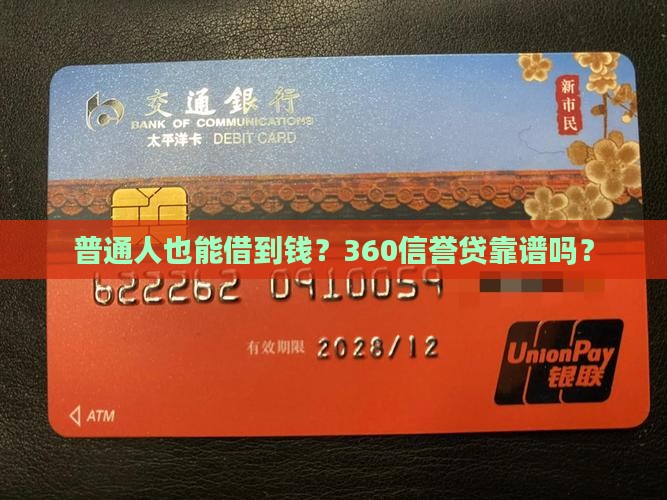 交通銀行
BANK OF COMMUNICATIONS
太平洋卡 DEBIT CARD
新市民
普通人也能借到钱？360信誉贷靠谱吗？
622262 0910059
有效期限 2028/12
UnionPay
银联
ATM